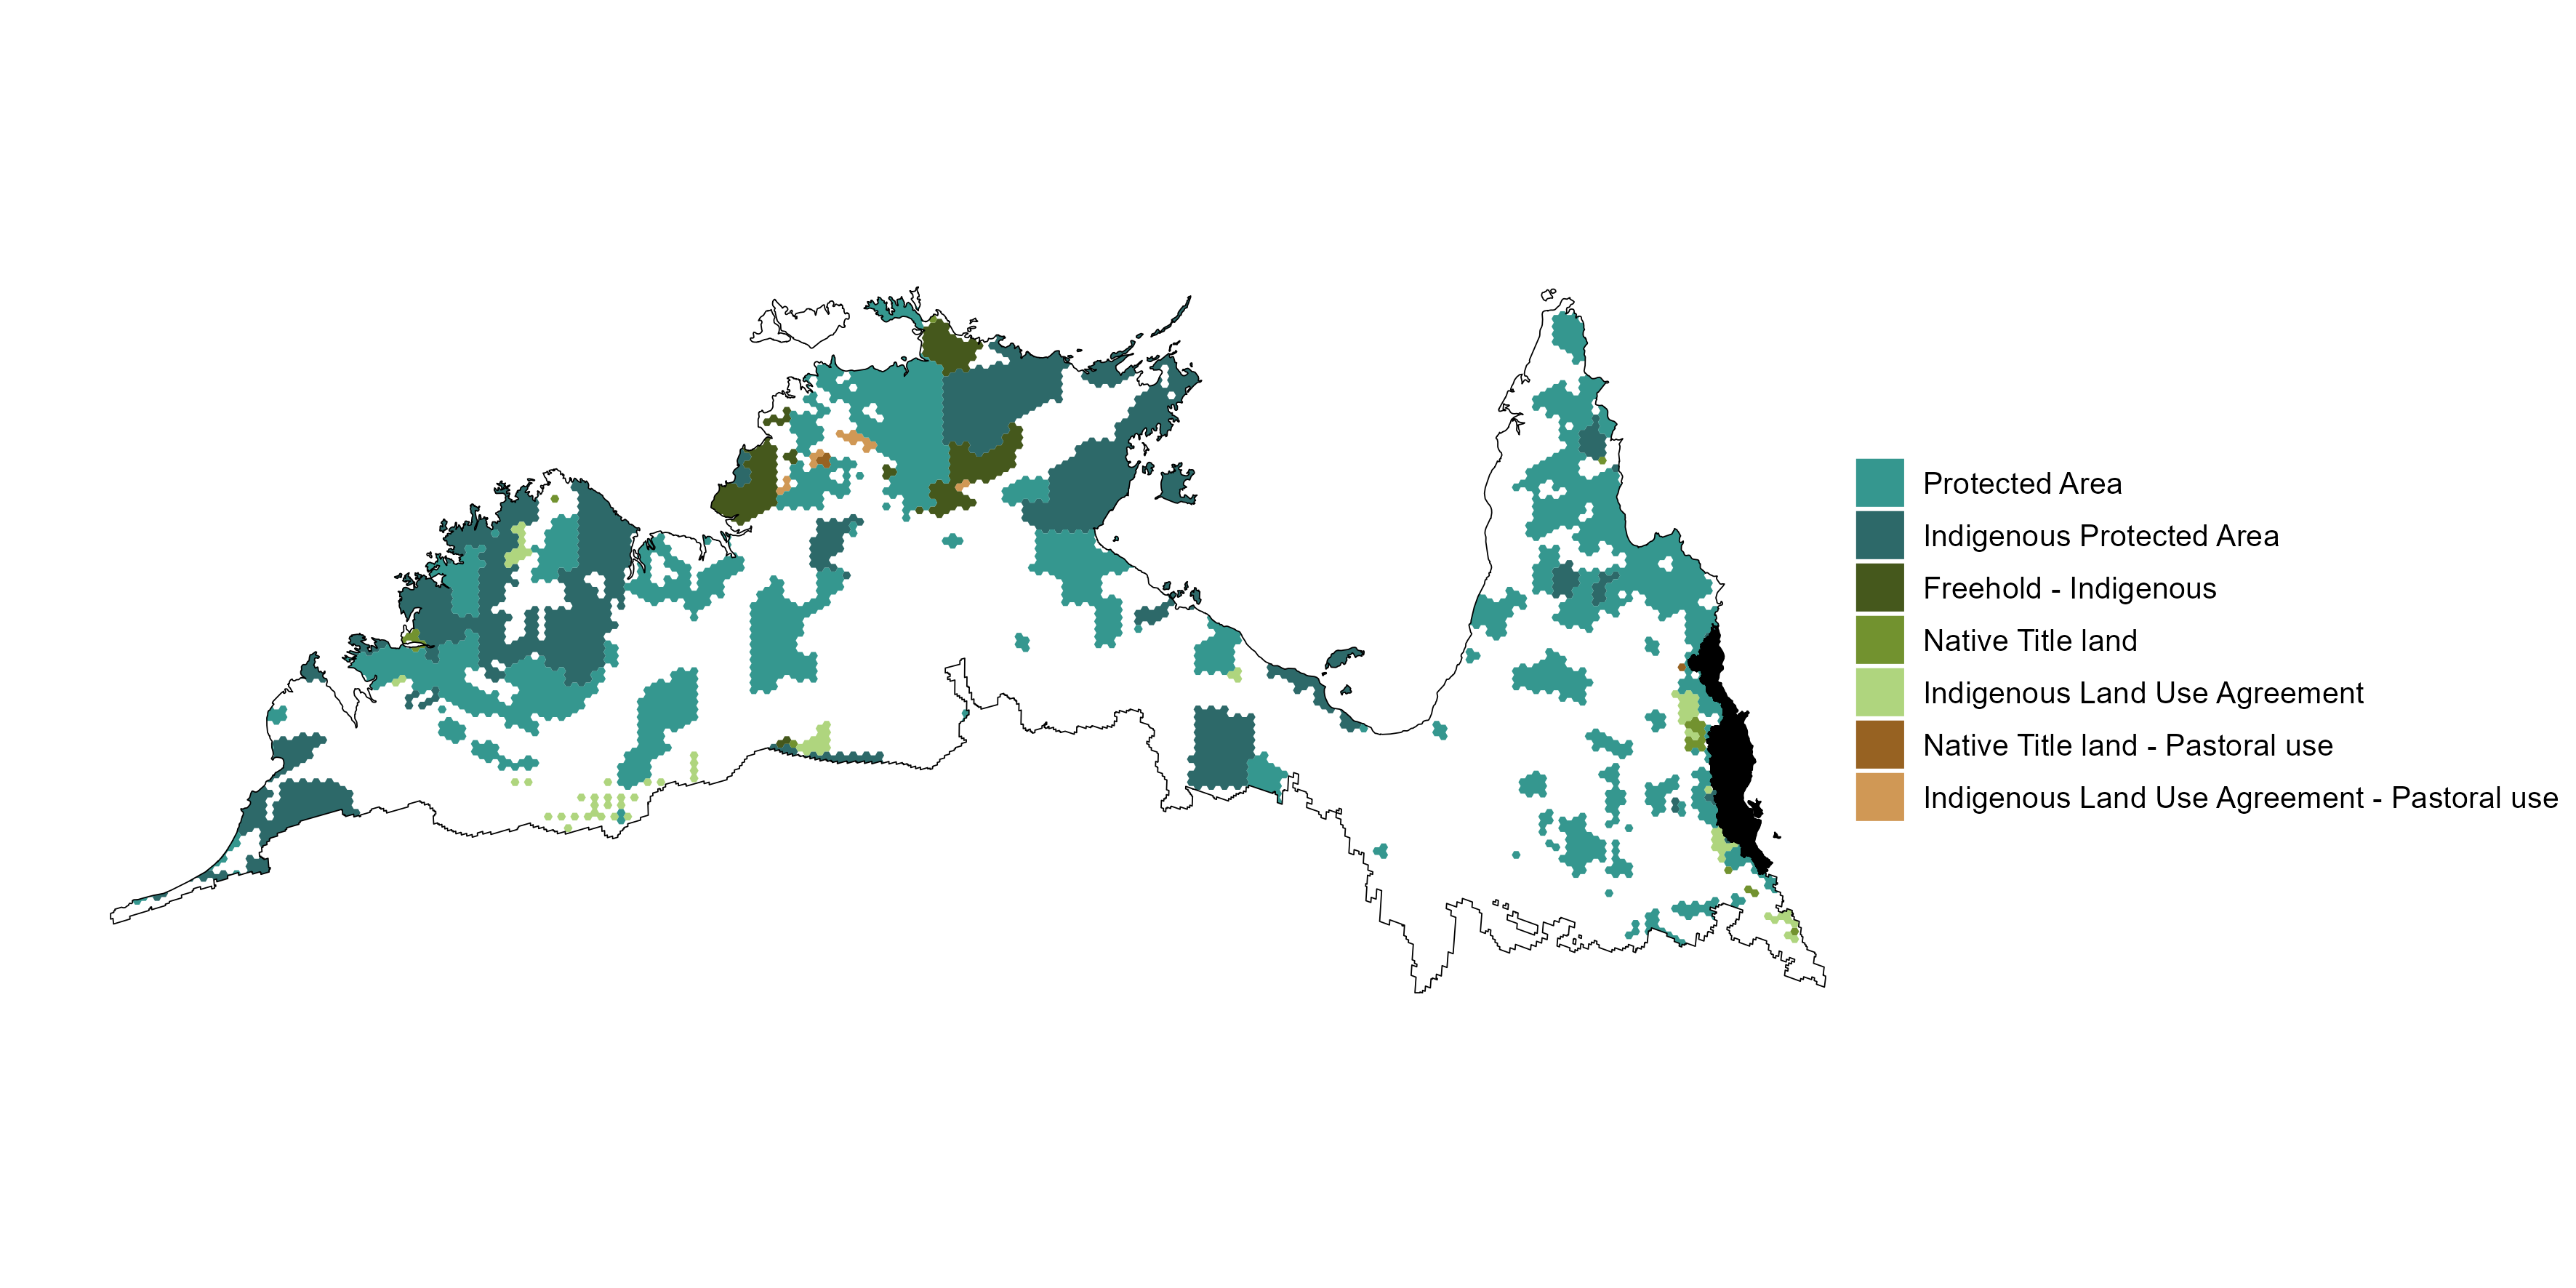 Protected Area
Indigenous Protected Area
Freehold - Indigenous
Native Title land
Indigenous Land Use Agreement
Native Title land - Pastoral use
Indigenous Land Use Agreement - Pastoral use